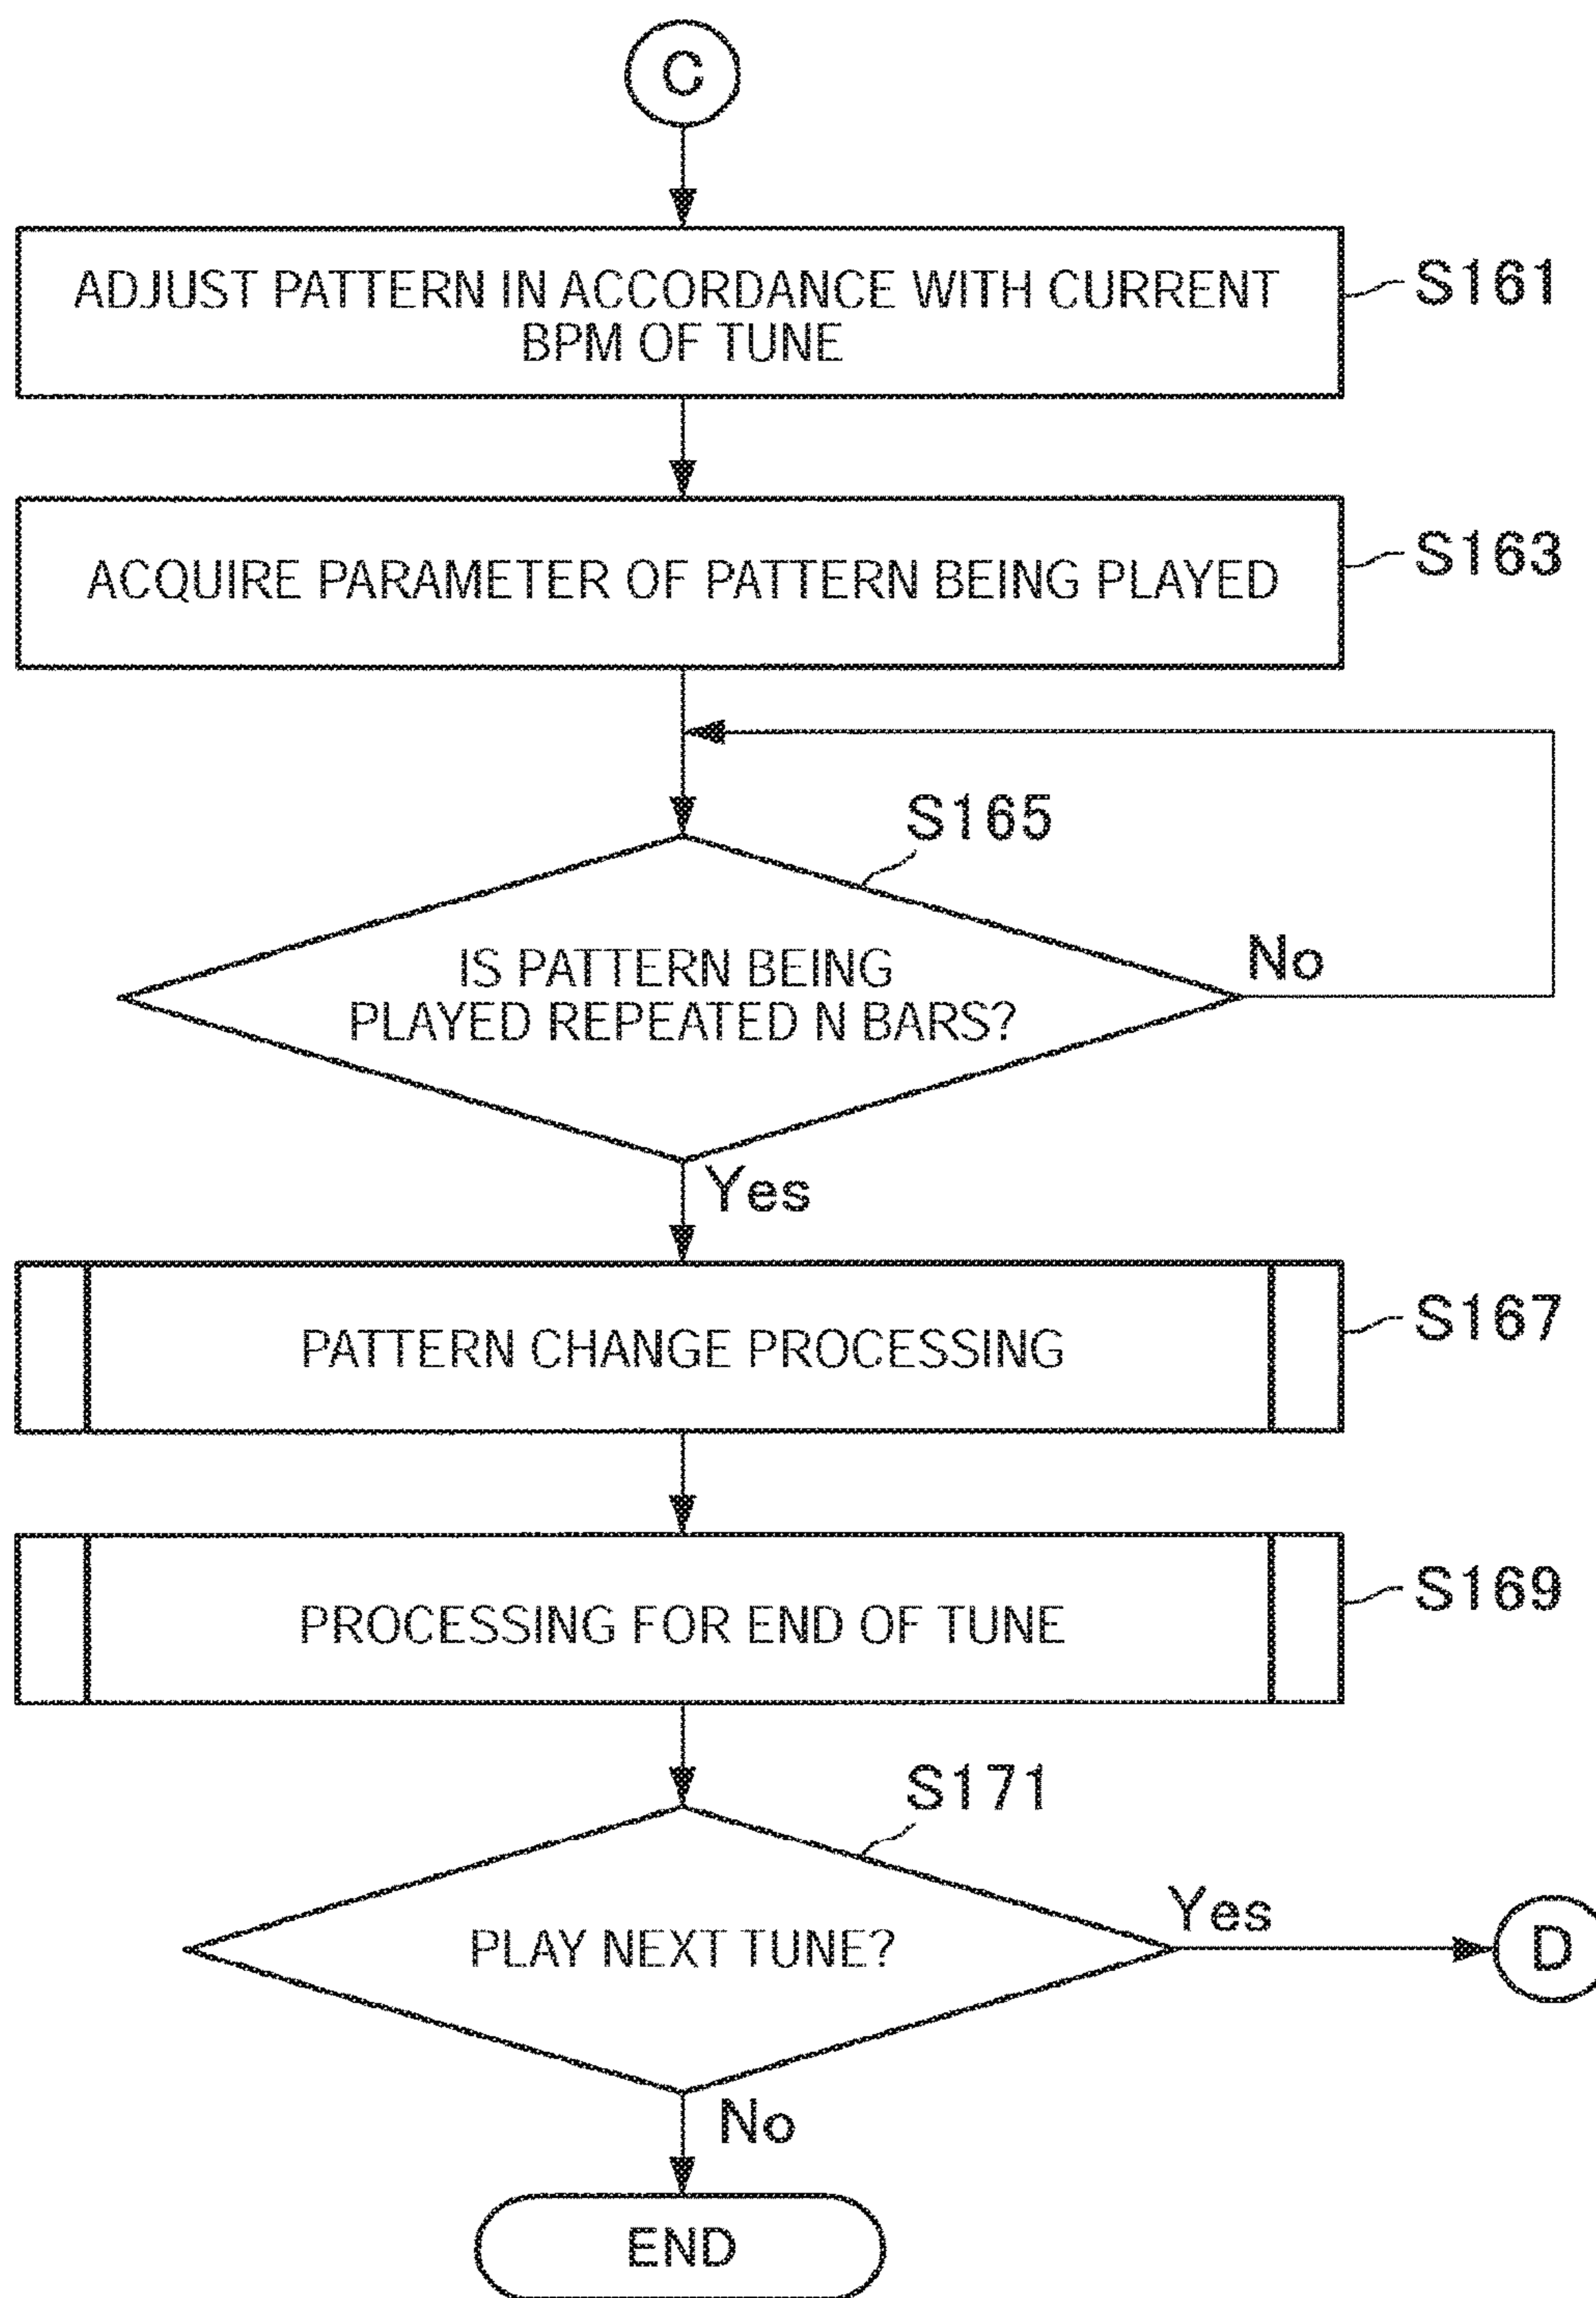 C
ADJUST PATTERN IN ACCORDANCE WITH CURRENT
BPM OF TUNE
S161
ACQUIRE PARAMETER OF PATTERN BEING PLAYED
S163
S165
IS PATTERN BEING
PLAYED REPEATED N BARS?
No
Yes
PATTERN CHANGE PROCESSING
S167
PROCESSING FOR END OF TUNE
S169
S171
PLAY NEXT TUNE?
Yes
D
No
END